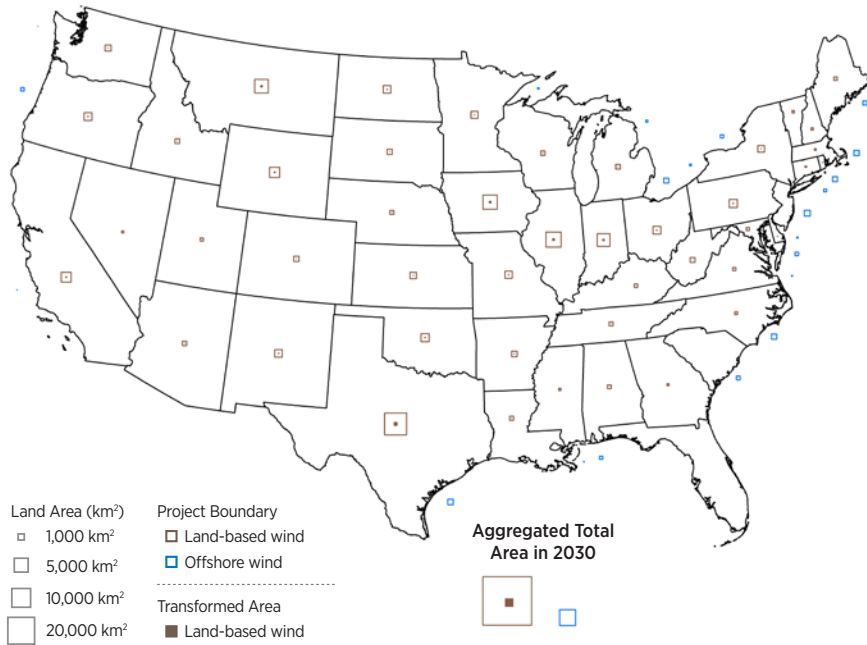 Land Area (km²)
1,000 km²
5,000 km²
10,000 km²
20,000 km²
Project Boundary
Land-based wind
Offshore wind
Transformed Area
Land-based wind
Aggregated Total
Area in 2030